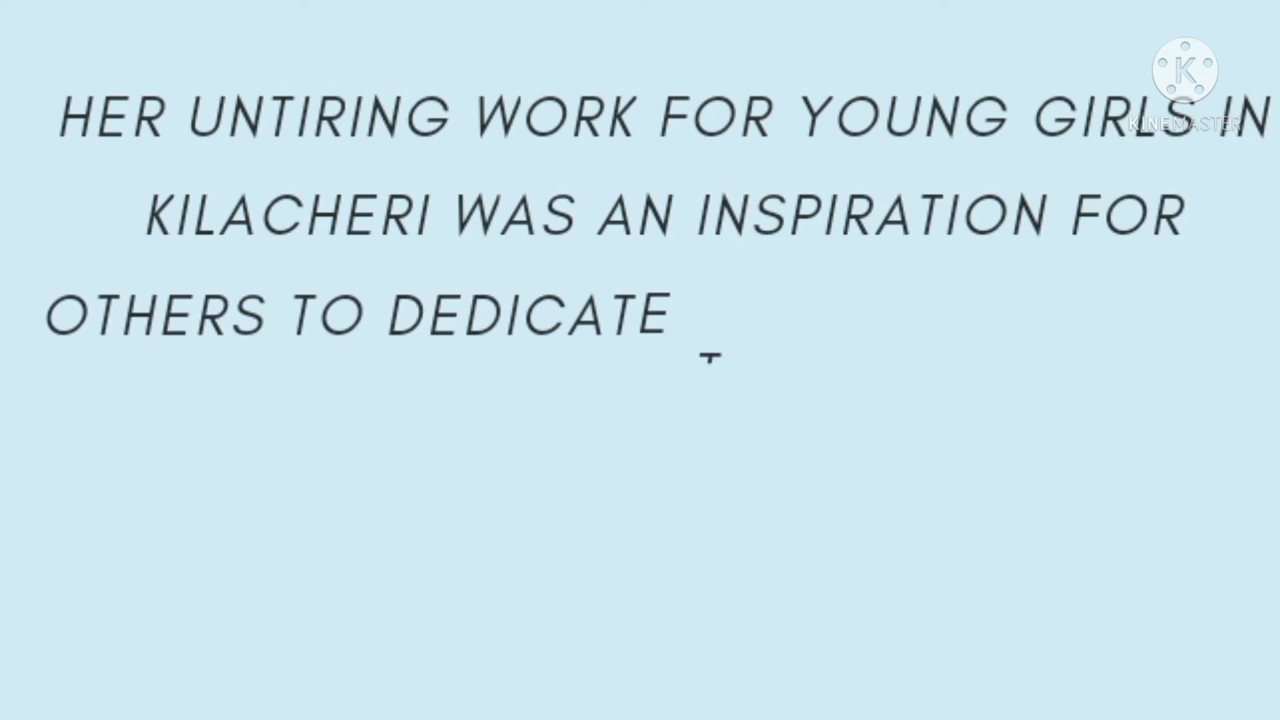 HER UNTIRING WORK FOR YOUNG GIRLS IN
KILACHERI WAS AN INSPIRATION FOR
OTHERS TO DEDICATE
K
KINEMASTER